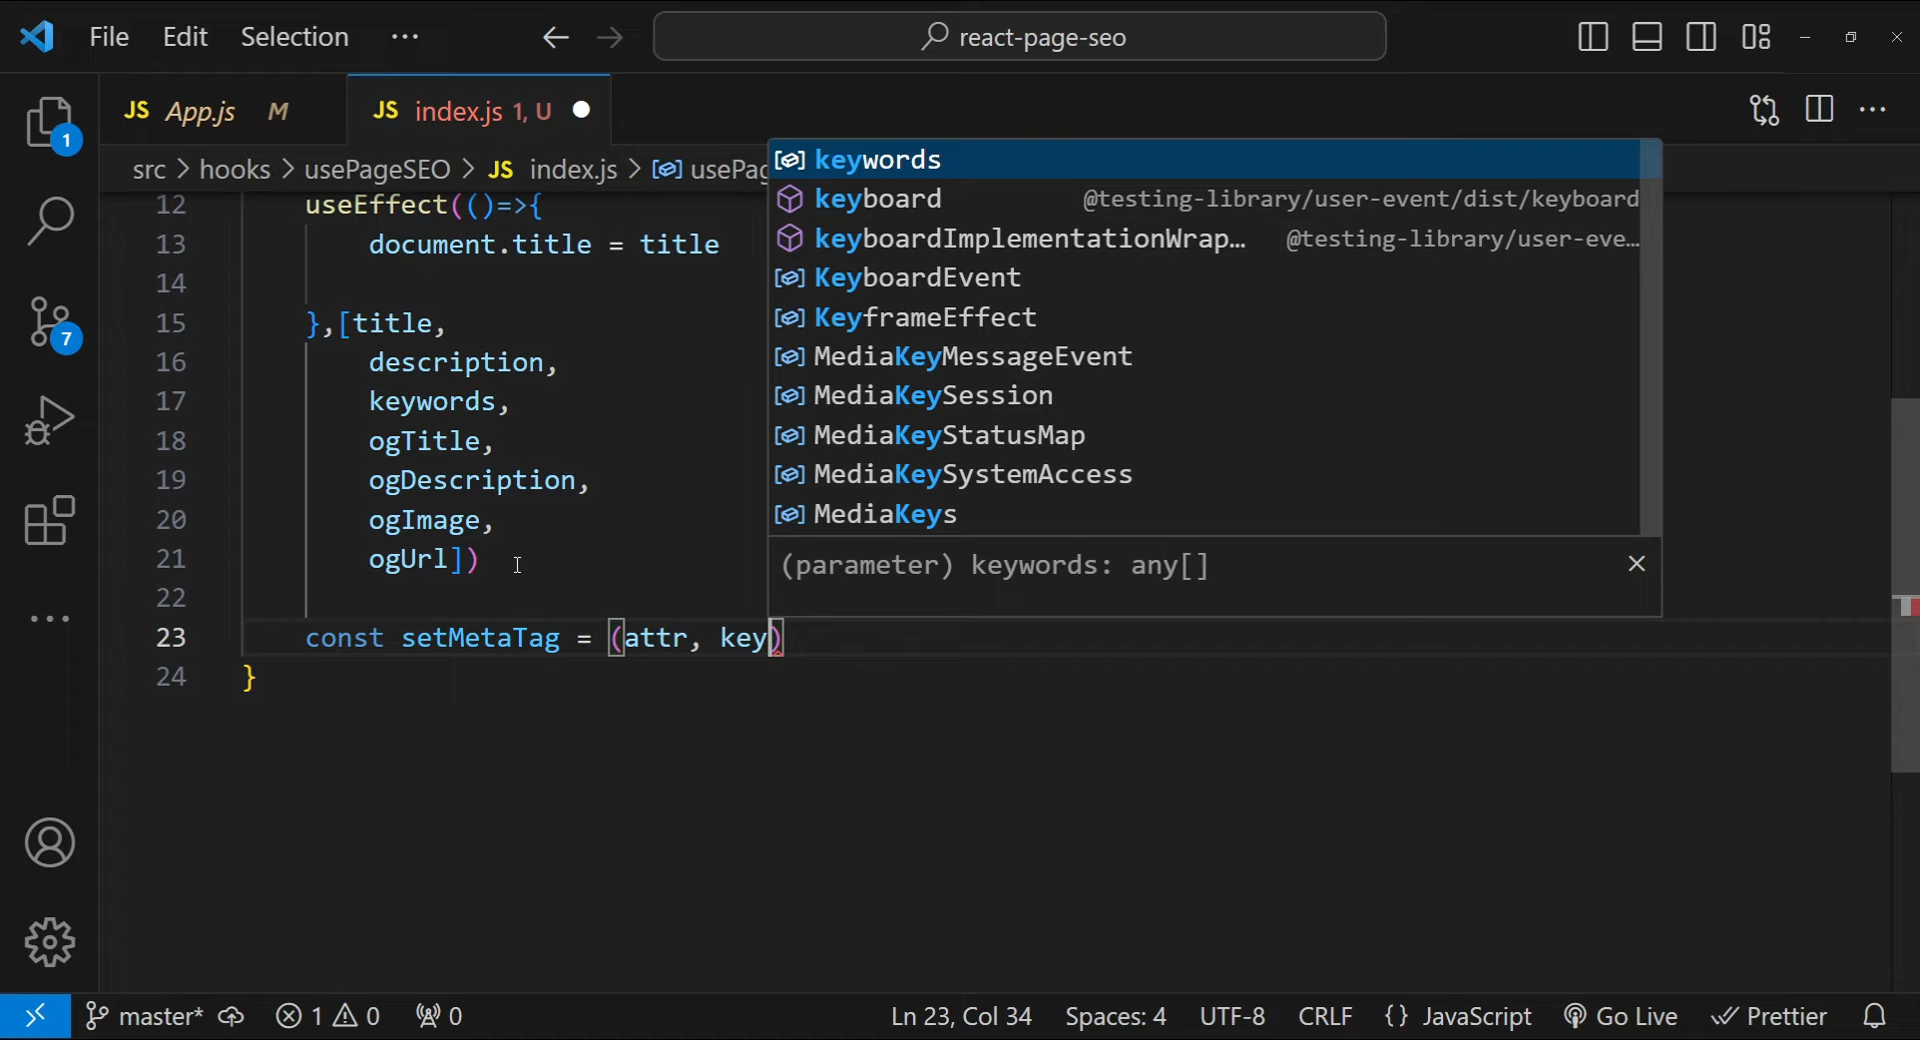 File Edit Selection ··· react-page-seo
JS App.js M JS index.js 1, U ···
src > hooks > usePageSEO > JS index.js > usePag
12 useEffect(()=>{
13 document.title = title
14
15 },[title,
16 description,
17 keywords,
18 ogTitle,
19 ogDescription,
20 ogImage,
21 ogUrl])
22
23 const setMetaTag = (attr, key)
24 }
keywords
keyboard @testing-library/user-event/dist/keyboard
keyboardImplementationWrap... @testing-library/user-eve...
KeyboardEvent
KeyframeEffect
MediaKeyMessageEvent
MediaKeySession
MediaKeyStatusMap
MediaKeySystemAccess
MediaKeys
(parameter) keywords: any[]
1
7
master* 1 0 0 Ln 23, Col 34 Spaces: 4 UTF-8 CRLF {} JavaScript Go Live Prettier